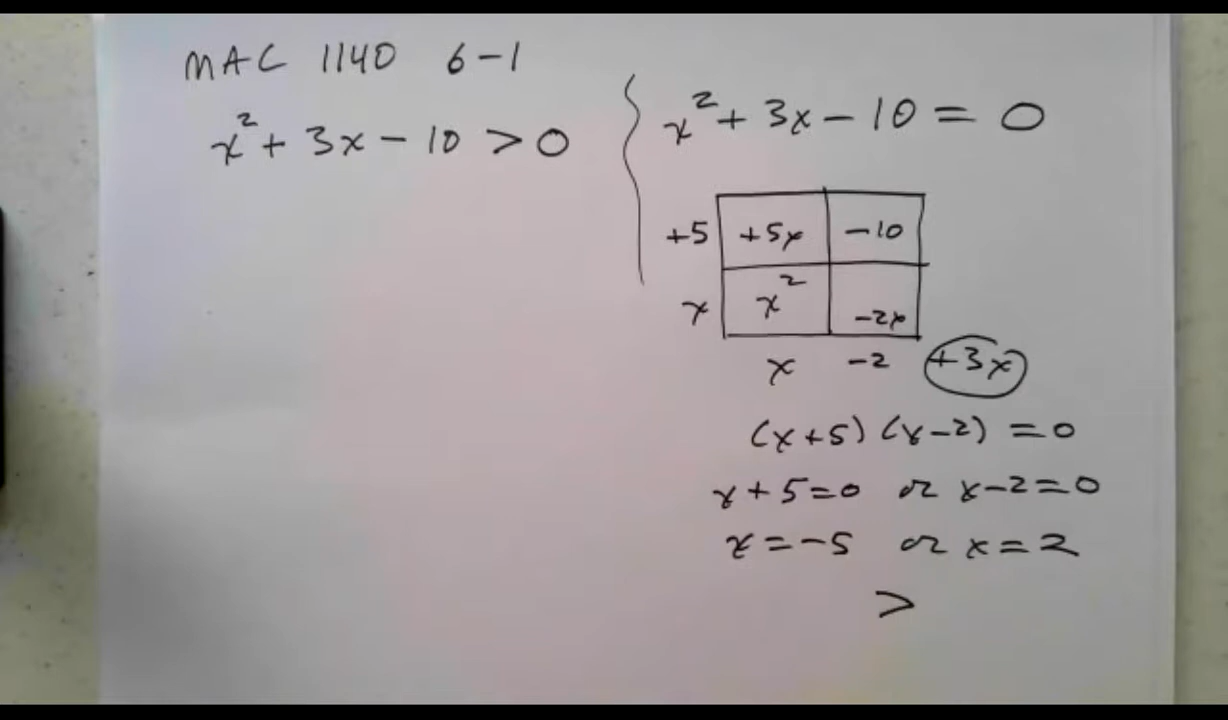 MAC 1140 6-1
x² + 3x - 10 > 0
x² + 3x - 10 = 0
+5 +5x -10
x x² -2x
x -2 +3x
(x+5) (x-2) = 0
x+5=0 or x-2=0
x=-5 or x=2
>